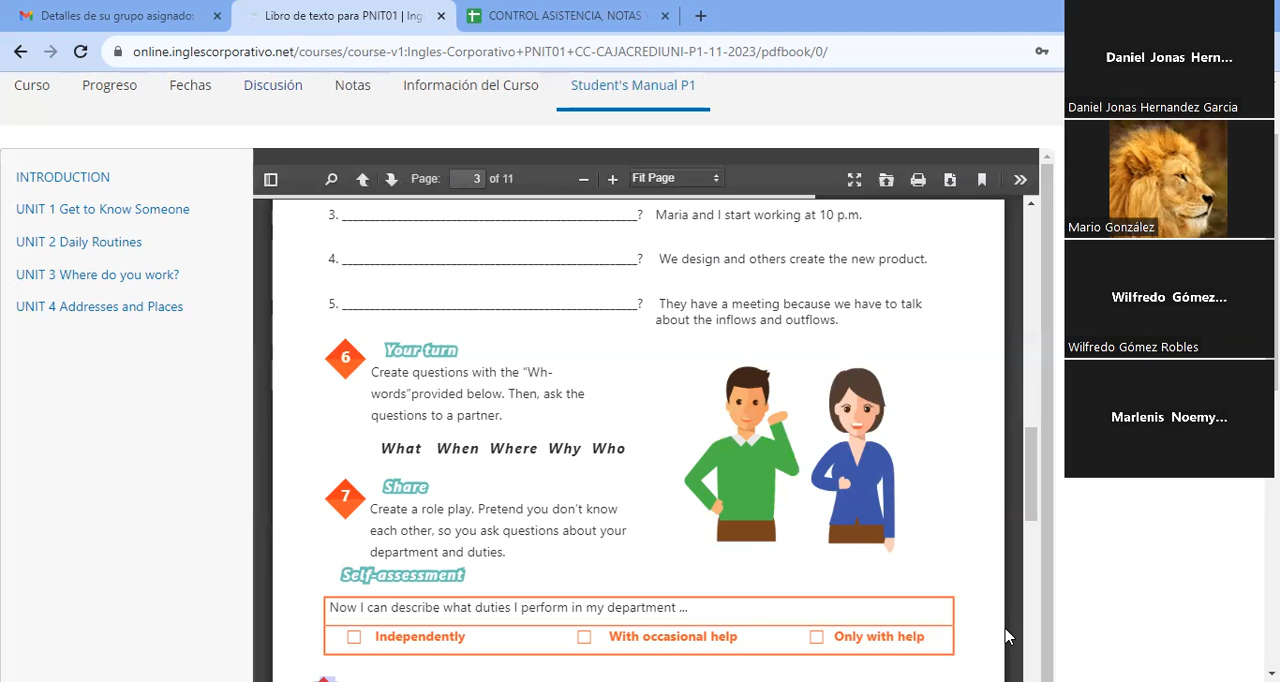 Detalles de su grupo asignado:
Libro de texto para PNIT01 | Ing
CONTROL ASISTENCIA, NOTAS Y
online.inglescorporativo.net/courses/course-v1:Ingles-Corporativo+PNIT01+CC-CAJACREDIUNI-P1-11-2023/pdfbook/0/
Curso Progreso Fechas Discusión Notas Información del Curso Student's Manual P1
INTRODUCTION
UNIT 1 Get to Know Someone
UNIT 2 Daily Routines
UNIT 3 Where do you work?
UNIT 4 Addresses and Places
Page: 3 of 11 Fit Page
3. ______________________________________? Maria and I start working at 10 p.m.
4. ______________________________________? We design and others create the new product.
5. ______________________________________? They have a meeting because we have to talk
about the inflows and outflows.
6 Your turn
Create questions with the "Wh-
words"provided below. Then, ask the
questions to a partner.
What When Where Why Who
7 Share
Create a role play. Pretend you don't know
each other, so you ask questions about your
department and duties.
Self-assessment
Now I can describe what duties I perform in my department ...
Independently With occasional help Only with help
Daniel Jonas Hern...
Daniel Jonas Hernandez Garcia
Mario González
Wilfredo Gómez...
Wilfredo Gómez Robles
Marlenis Noemy...